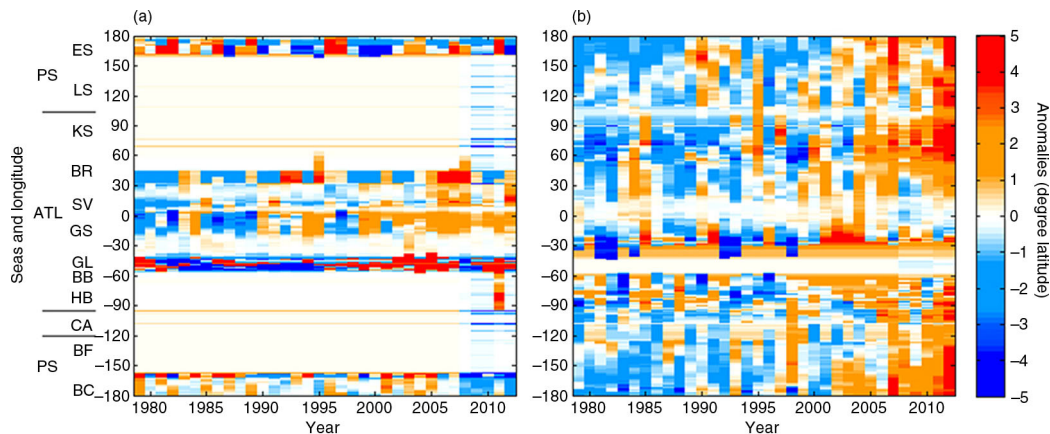 (a)
(b)
Seas and longitude
PS
ATL
PS
ES
LS
KS
BR
SV
GS
GL
BB
HB
CA
BF
BC
180
150
120
90
60
30
0
−30
−60
−90
−120
−150
−180
1980 1985 1990 1995 2000 2005 2010
Year
180
150
120
90
60
30
0
−30
−60
−90
−120
−150
−180
1980 1985 1990 1995 2000 2005 2010
Year
5
4
3
2
1
0
−1
−2
−3
−4
−5
Anomalies (degree latitude)